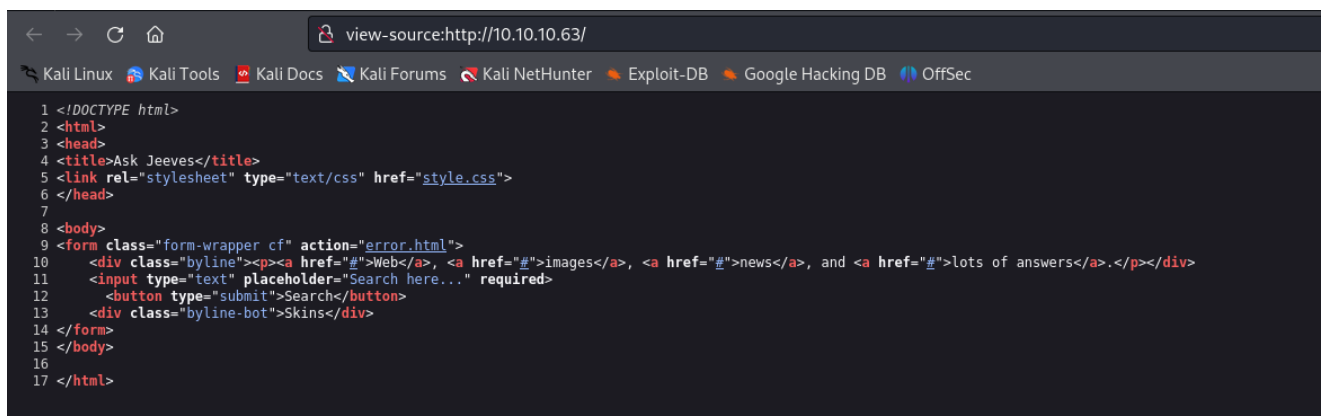 view-source:http://10.10.10.63/
Kali Linux Kali Tools Kali Docs Kali Forums Kali NetHunter Exploit-DB Google Hacking DB OffSec
1 <!DOCTYPE html>
2 <html>
3 <head>
4 <title>Ask Jeeves</title>
5 <link rel="stylesheet" type="text/css" href="style.css">
6 </head>
7
8 <body>
9 <form class="form-wrapper cf" action="error.html">
10     <div class="byline"><p><a href="#">Web</a>, <a href="#">images</a>, <a href="#">news</a>, and <a href="#">lots of answers</a>.</p></div>
11     <input type="text" placeholder="Search here..." required>
12       <button type="submit">Search</button>
13     <div class="byline-bot">Skins</div>
14 </form>
15 </body>
16
17 </html>